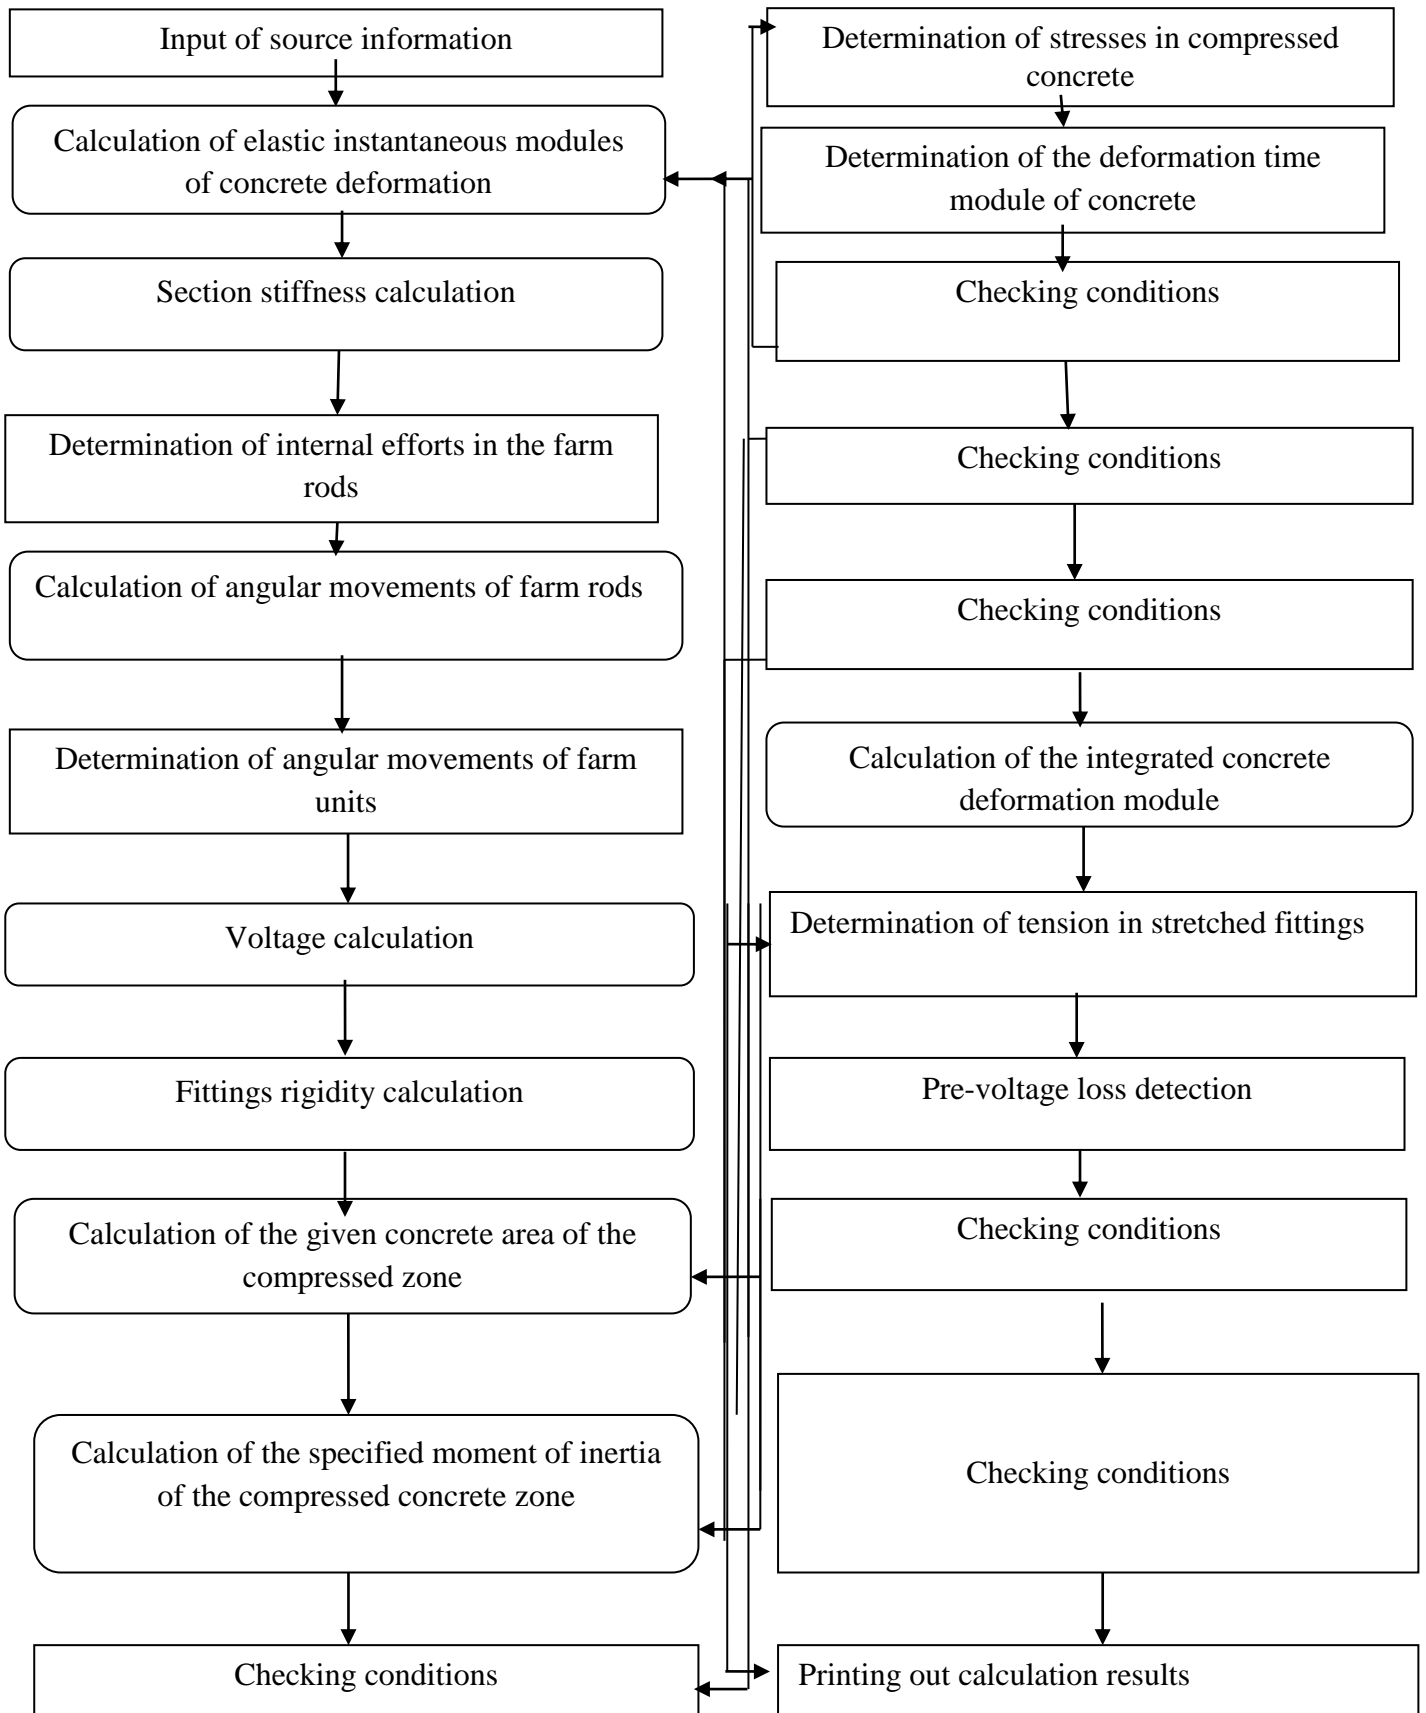 Input of source information
Calculation of elastic instantaneous modules
of concrete deformation
Section stiffness calculation
Determination of internal efforts in the farm
rods
Calculation of angular movements of farm rods
Determination of angular movements of farm
units
Voltage calculation
Fittings rigidity calculation
Calculation of the given concrete area of the
compressed zone
Calculation of the specified moment of inertia
of the compressed concrete zone
Checking conditions
Determination of stresses in compressed
concrete
Determination of the deformation time
module of concrete
Checking conditions
Checking conditions
Checking conditions
Calculation of the integrated concrete
deformation module
Determination of tension in stretched fittings
Pre-voltage loss detection
Checking conditions
Checking conditions
Printing out calculation results